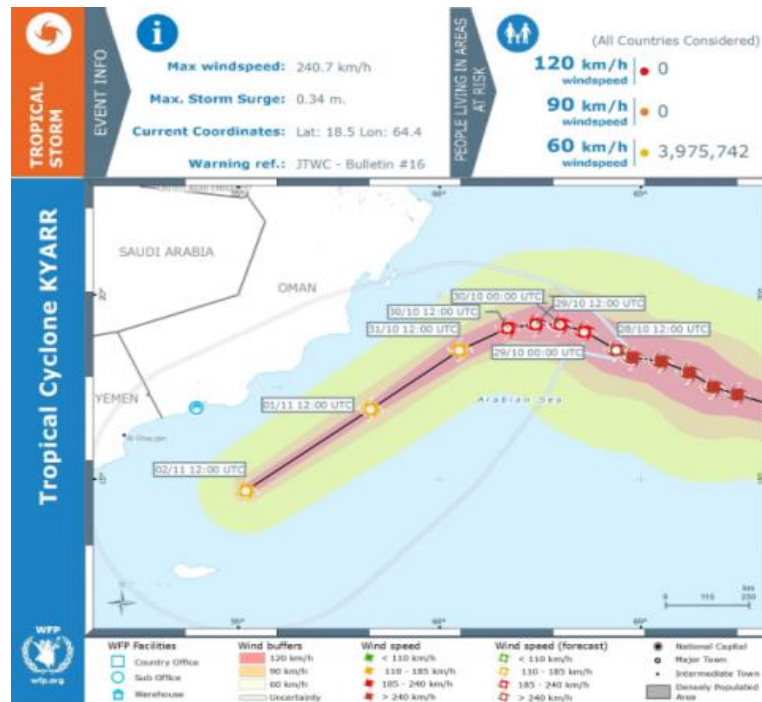 TROPICAL
STORM
EVENT INFO
Max windspeed: 240.7 km/h
Max. Storm Surge: 0.34 m.
Current Coordinates: Lat: 18.5 Lon: 64.4
Warning ref.: JTWC - Bulletin #16
PEOPLE LIVING IN AREAS
AT RISK
(All Countries Considered)
120 km/h
windspeed
0
90 km/h
windspeed
0
60 km/h
windspeed
3,975,742
Tropical Cyclone KYARR
SAUDI ARABIA
OMAN
YEMEN
30/10 00:00 UTC
29/10 12:00 UTC
30/10 12:00 UTC
31/10 12:00 UTC
28/10 12:00 UTC
29/10 00:00 UTC
01/11 12:00 UTC
Arabian Sea
02/11 12:00 UTC
km
0 115 230
WFP
wfp.org
WFP Facilities
Country Office
Sub Office
Warehouse
Wind buffers
120 km/h
90 km/h
60 km/h
Uncertainty
Wind speed
< 110 km/h
110 - 185 km/h
185 - 240 km/h
> 240 km/h
Wind speed (forecast)
< 110 km/h
110 - 185 km/h
185 - 240 km/h
> 240 km/h
National Capital
Major Town
Intermediate Town
Densely Populated
Area